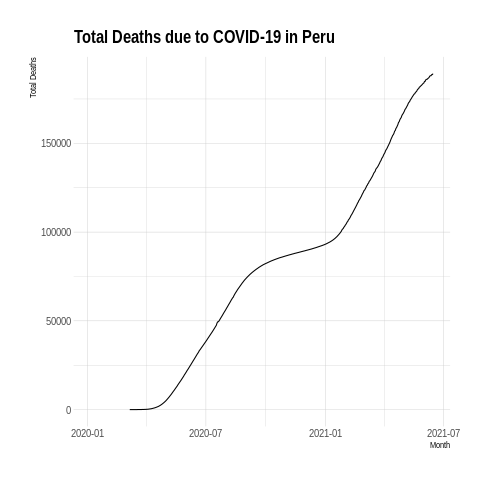 Total Deaths due to COVID-19 in Peru
Total Deaths
150000
100000
50000
0
2020-01 2020-07 2021-01 2021-07
Month